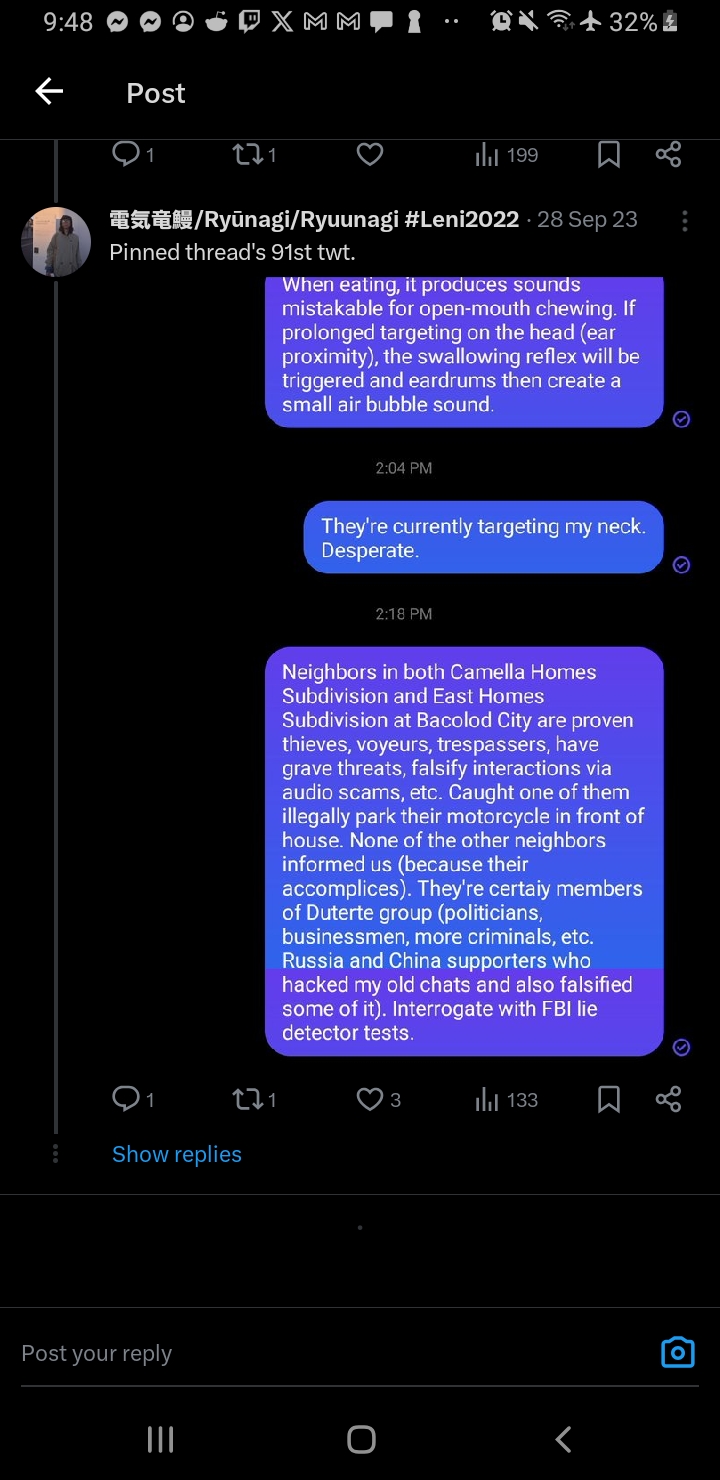 9:48
32%
Post
1
1
199
電気竜鰻/Ryūnagi/Ryuunagi #Leni2022 · 28 Sep 23
Pinned thread's 91st twt.
When eating, it produces sounds
mistakable for open-mouth chewing. If
prolonged targeting on the head (ear
proximity), the swallowing reflex will be
triggered and eardrums then create a
small air bubble sound.
2:04 PM
They're currently targeting my neck.
Desperate.
2:18 PM
Neighbors in both Camella Homes
Subdivision and East Homes
Subdivision at Bacolod City are proven
thieves, voyeurs, trespassers, have
grave threats, falsify interactions via
audio scams, etc. Caught one of them
illegally park their motorcycle in front of
house. None of the other neighbors
informed us (because their
accomplices). They're certaiy members
of Duterte group (politicians,
businessmen, more criminals, etc.
Russia and China supporters who
hacked my old chats and also falsified
some of it). Interrogate with FBI lie
detector tests.
1
1
3
133
Show replies
Post your reply